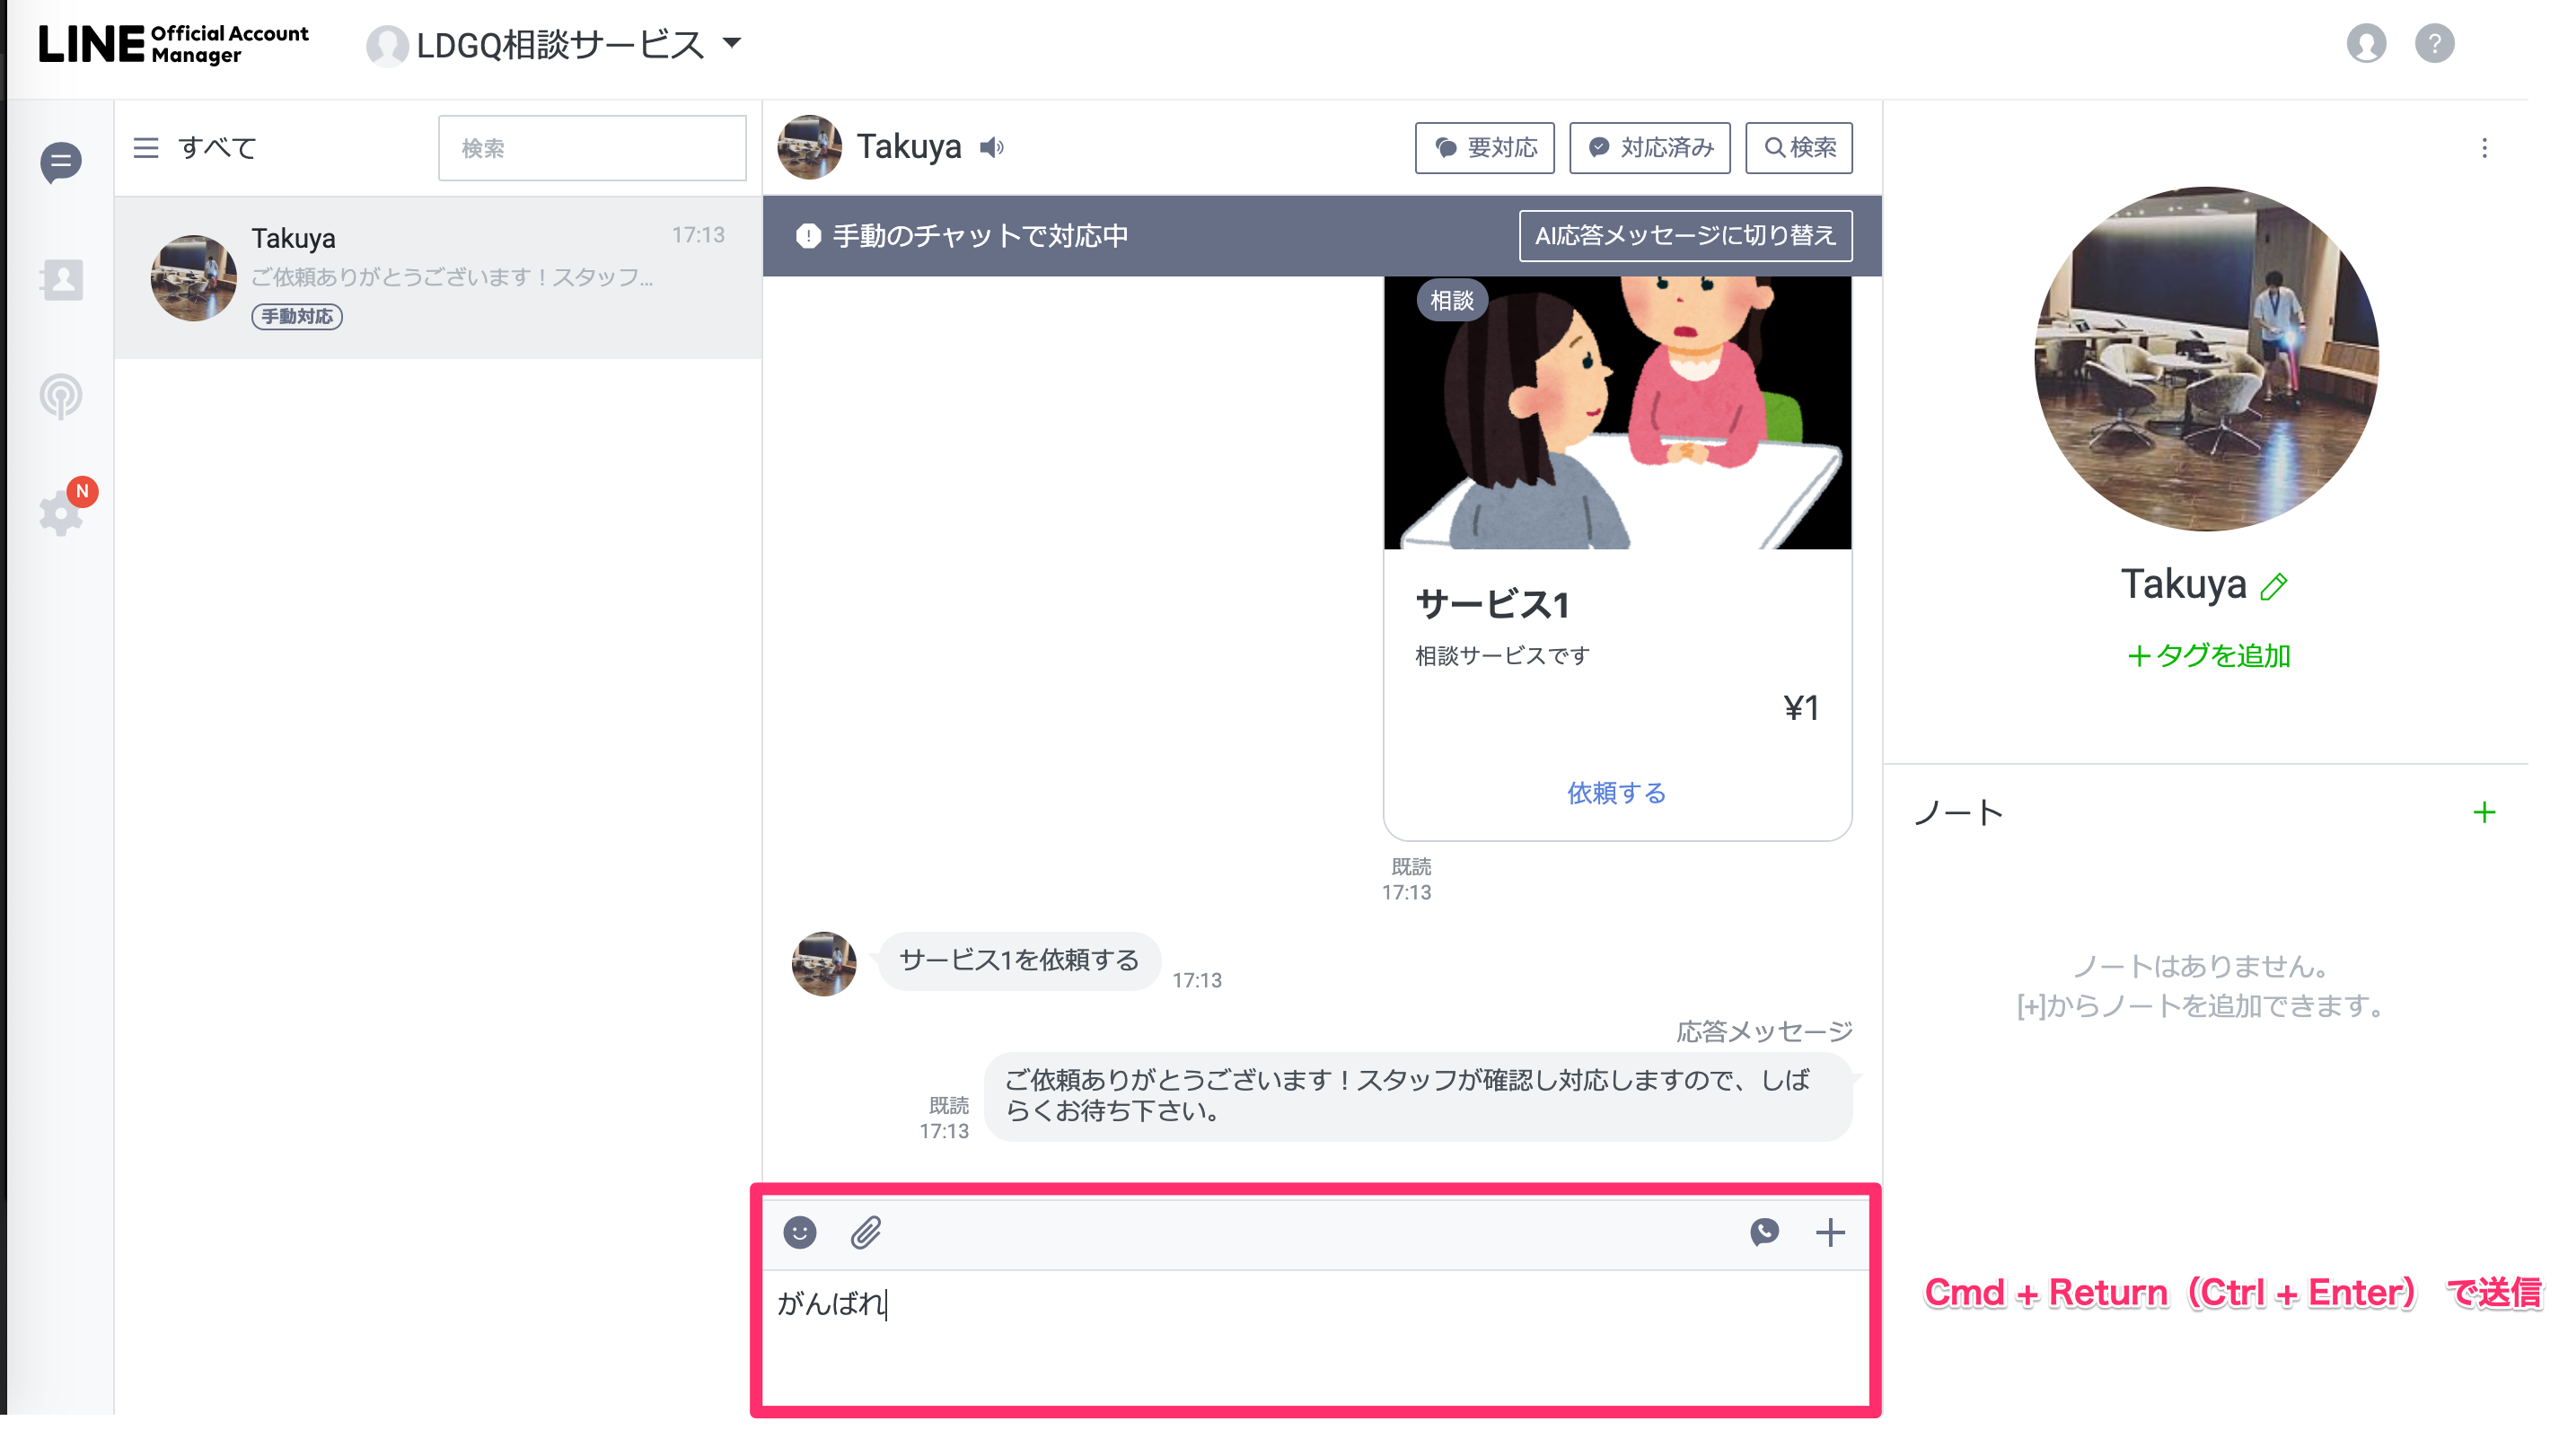 LINE Official Account Manager
LDGQ相談サービス
?
すべて
検索
Takuya
17:13
ご依頼ありがとうございます！スタッフ...
手動対応
N
Takuya
要対応
対応済み
検索
手動のチャットで対応中
AI応答メッセージに切り替え
相談
サービス1
相談サービスです
¥1
依頼する
既読
17:13
サービス1を依頼する
17:13
応答メッセージ
ご依頼ありがとうございます！スタッフが確認し対応しますので、しば
らくお待ち下さい。
既読
17:13
がんばれ
Takuya
＋タグを追加
ノート
+
ノートはありません。
[+]からノートを追加できます。
Cmd + Return（Ctrl + Enter） で送信